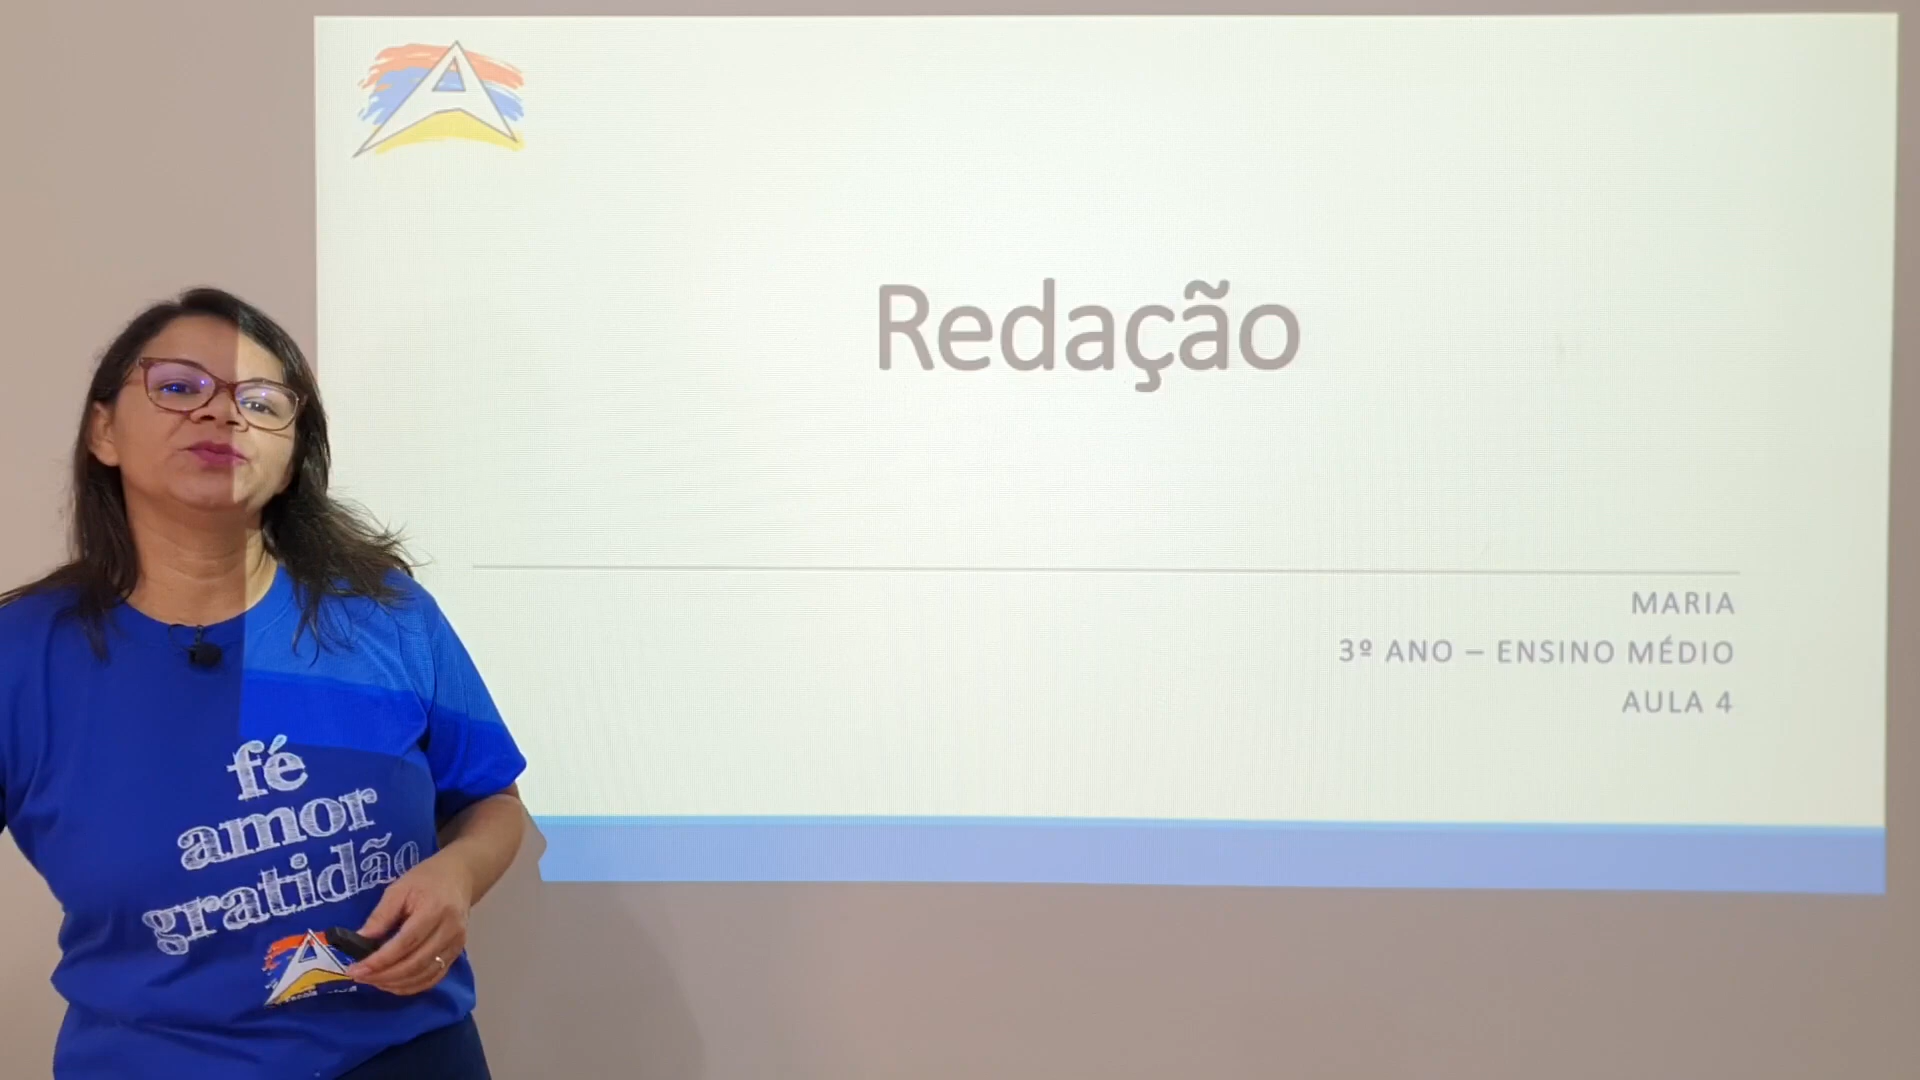 Redação
MARIA
3º ANO – ENSINO MÉDIO
AULA 4
fé
amor
gratidão